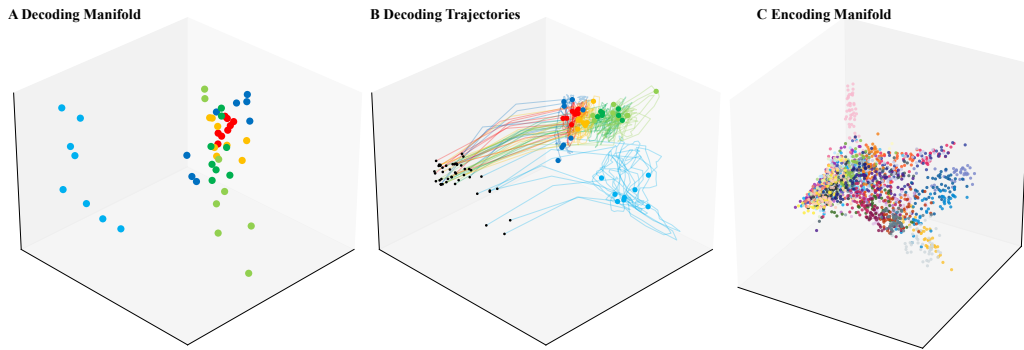 A Decoding Manifold
B Decoding Trajectories
C Encoding Manifold